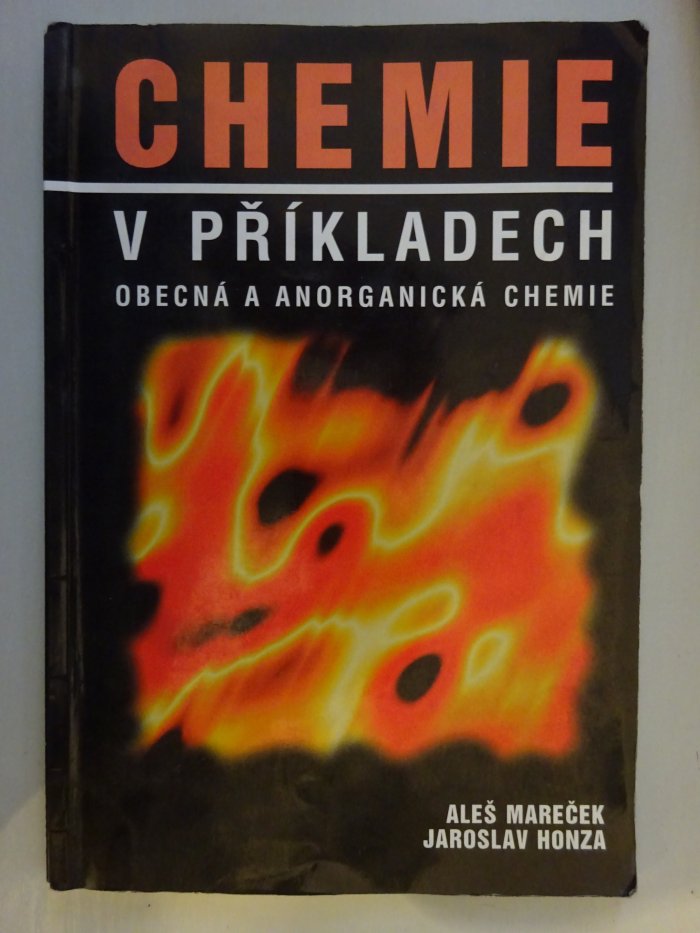 CHEMIE
V PŘÍKLADECH
OBECNÁ A ANORGANICKÁ CHEMIE
ALEŠ MAREČEK
JAROSLAV HONZA